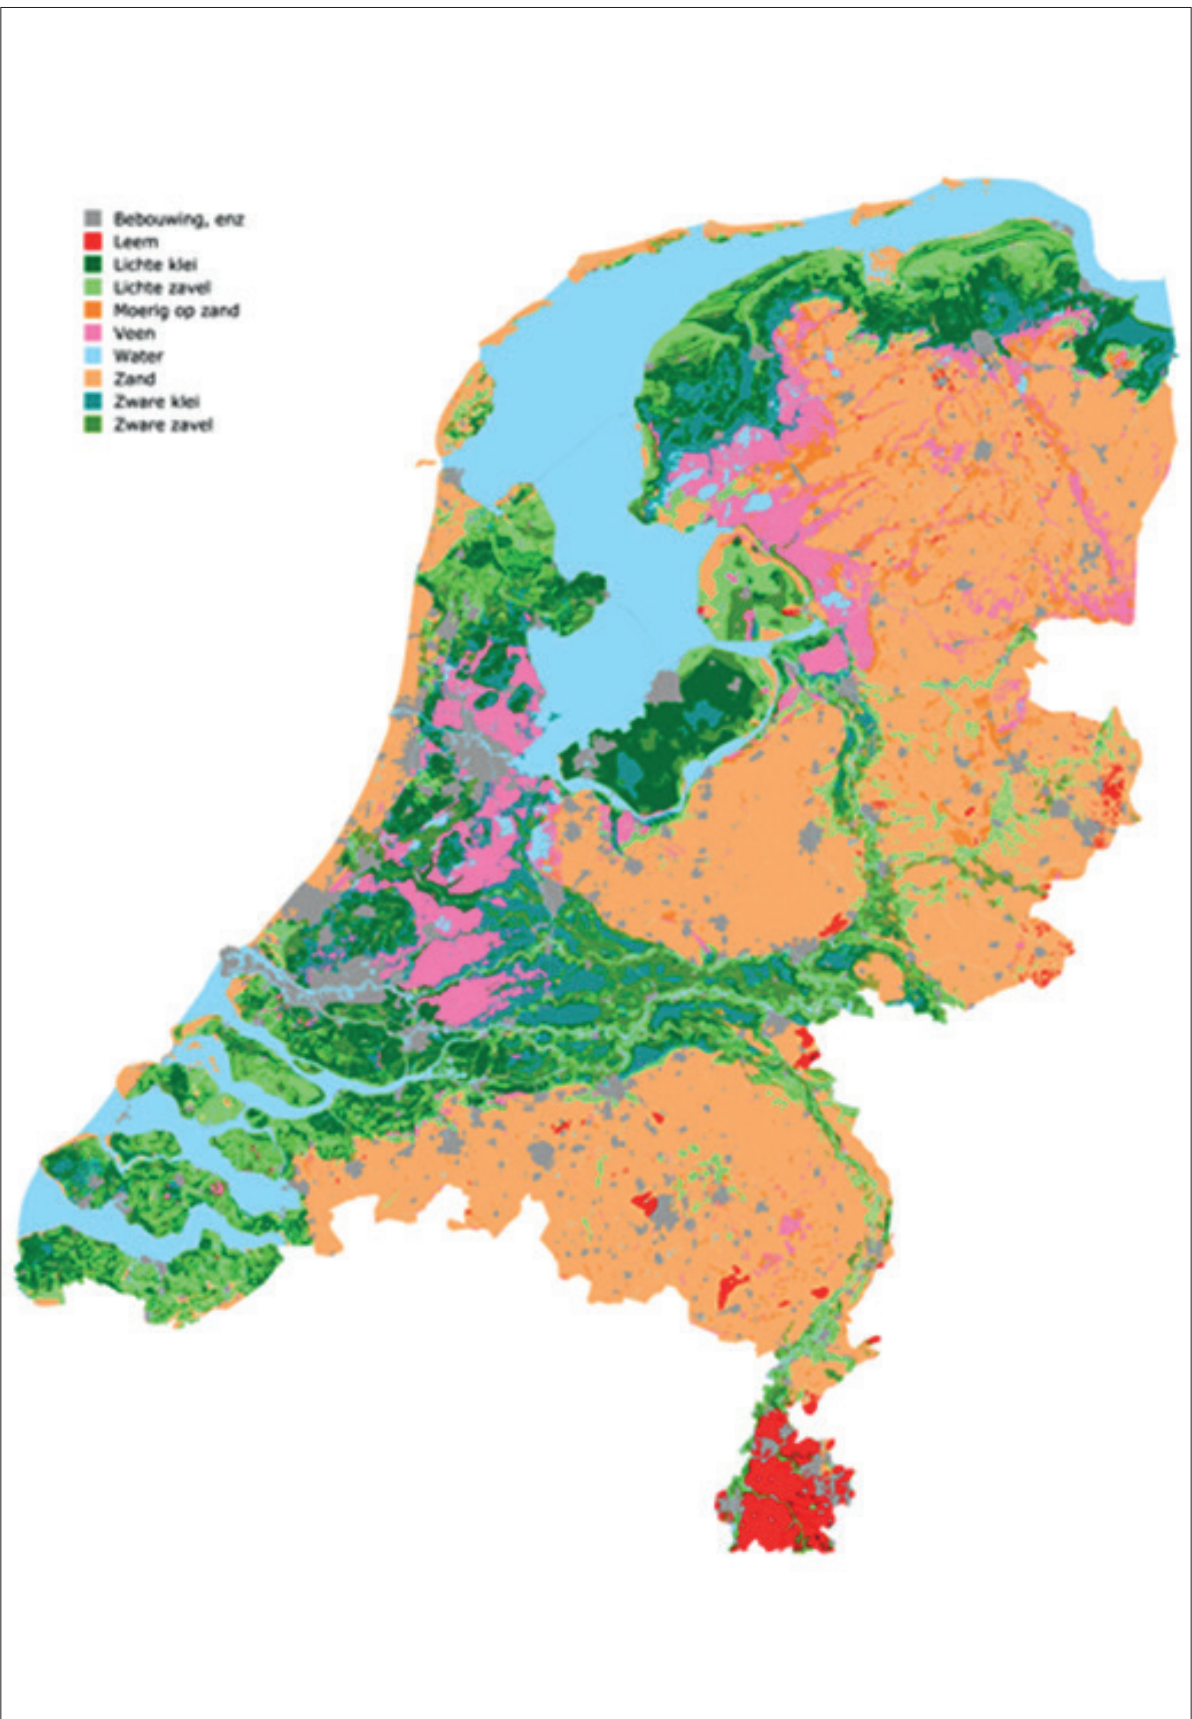 Bebouwing, enz
Leem
Lichte klei
Lichte zavel
Moerig op zand
Veen
Water
Zand
Zware klei
Zware zavel